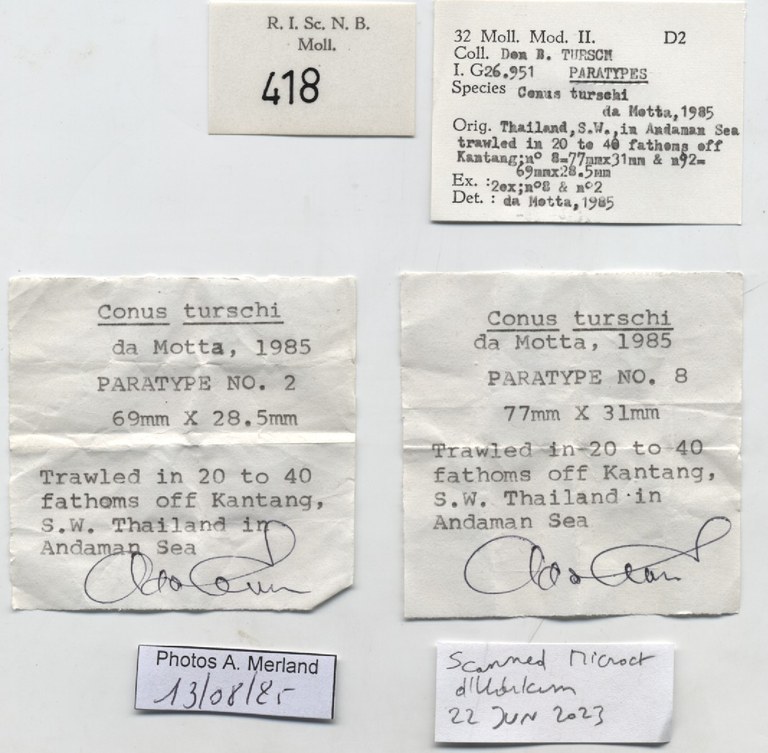 R. I. Sc. N. B.
Moll.
418
32 Moll. Mod. II. D2
Coll. Don B. TURSCH
I. G26.951 PARATYPES
Species Conus turschi
da Motta,1985
Orig. Thailand,S.W.,in Andaman Sea
trawled in 20 to 40 fathoms off
Kantang;n° 8=77mmx31mm & n°2=
69mmx28.5mm
Ex. :2ex;n°8 & n°2
Det. : da Motta,1985
Conus turschi
da Motta, 1985
PARATYPE NO. 2
69mm X 28.5mm
Trawled in 20 to 40
fathoms off Kantang,
S.W. Thailand in
Andaman Sea
Conus turschi
da Motta, 1985
PARATYPE NO. 8
77mm X 31mm
Trawled in 20 to 40
fathoms off Kantang,
S.W. Thailand in
Andaman Sea
Photos A. Merland
13/08/85
Scanned Microct
22 JUN 2023